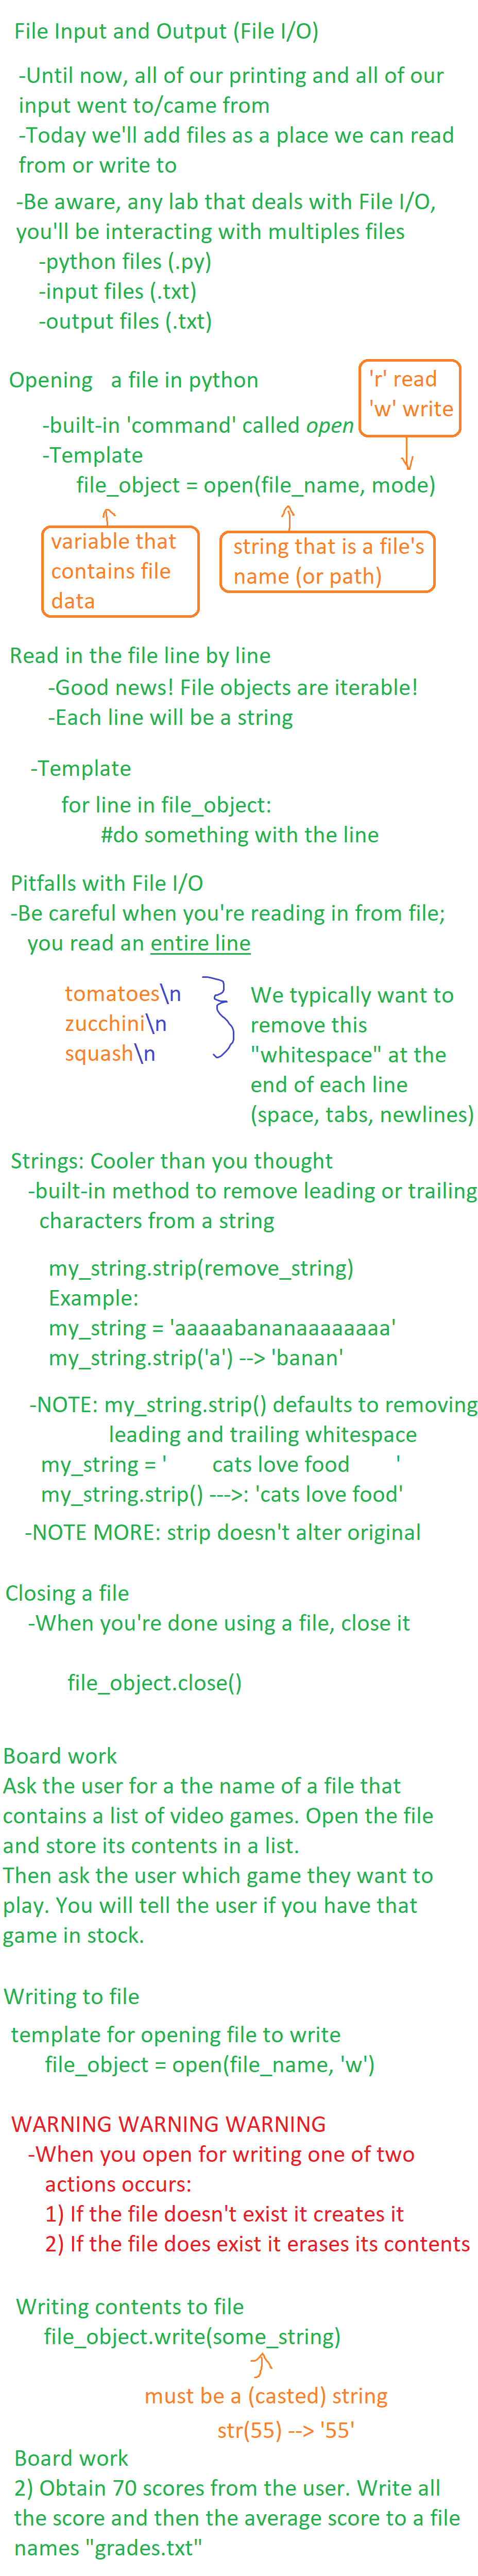 File Input and Output (File I/O)
-Until now, all of our printing and all of our
input went to/came from
-Today we'll add files as a place we can read
from or write to
-Be aware, any lab that deals with File I/O,
you'll be interacting with multiples files
-python files (.py)
-input files (.txt)
-output files (.txt)
Opening a file in python
'r' read
'w' write
-built-in 'command' called open
-Template
file_object = open(file_name, mode)
variable that
contains file
data
string that is a file's
name (or path)
Read in the file line by line
-Good news! File objects are iterable!
-Each line will be a string
-Template
for line in file_object:
#do something with the line
Pitfalls with File I/O
-Be careful when you're reading in from file;
you read an entire line
tomatoes\n
zucchini\n
squash\n
We typically want to
remove this
"whitespace" at the
end of each line
(space, tabs, newlines)
Strings: Cooler than you thought
-built-in method to remove leading or trailing
characters from a string
my_string.strip(remove_string)
Example:
my_string = 'aaaaabananaaaaaaaa'
my_string.strip('a') --> 'banan'
-NOTE: my_string.strip() defaults to removing
leading and trailing whitespace
my_string = '        cats love food        '
my_string.strip() --->: 'cats love food'
-NOTE MORE: strip doesn't alter original
Closing a file
-When you're done using a file, close it
file_object.close()
Board work
Ask the user for a the name of a file that
contains a list of video games. Open the file
and store its contents in a list.
Then ask the user which game they want to
play. You will tell the user if you have that
game in stock.
Writing to file
template for opening file to write
file_object = open(file_name, 'w')
WARNING WARNING WARNING
-When you open for writing one of two
actions occurs:
1) If the file doesn't exist it creates it
2) If the file does exist it erases its contents
Writing contents to file
file_object.write(some_string)
must be a (casted) string
str(55) --> '55'
Board work
2) Obtain 70 scores from the user. Write all
the score and then the average score to a file
names "grades.txt"